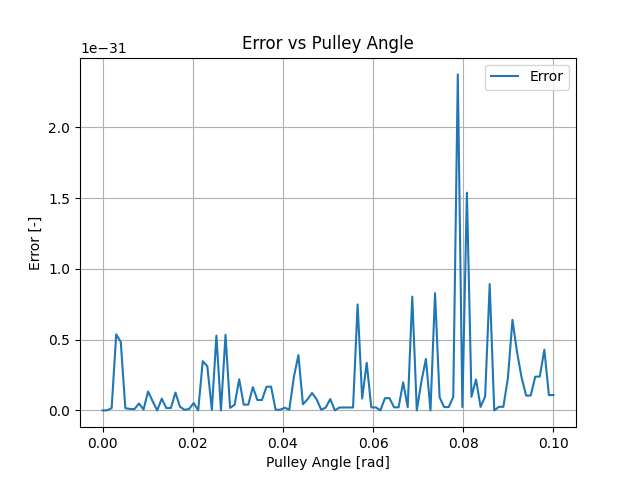 Error vs Pulley Angle
1e−31
Error
2.0
1.5
1.0
0.5
0.0
Error [-]
0.00 0.02 0.04 0.06 0.08 0.10
Pulley Angle [rad]